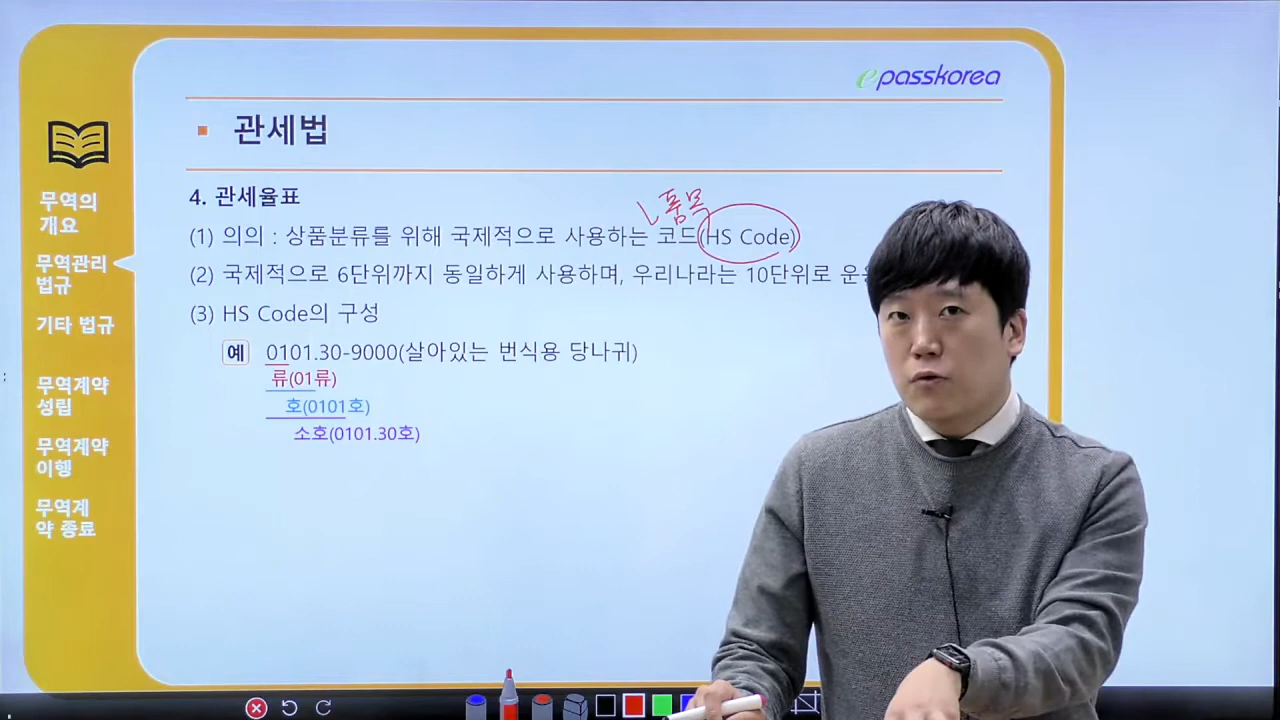 epasskorea
관세법
무역의
개요
무역관리
법규
기타 법규
무역계약
성립
무역계약
이행
무역계
약 종료
4. 관세율표
품목
(1) 의의 : 상품분류를 위해 국제적으로 사용하는 코드(HS Code)
(2) 국제적으로 6단위까지 동일하게 사용하며, 우리나라는 10단위로 운
(3) HS Code의 구성
예 0101.30-9000(살아있는 번식용 당나귀)
류(01류)
호(0101호)
소호(0101.30호)